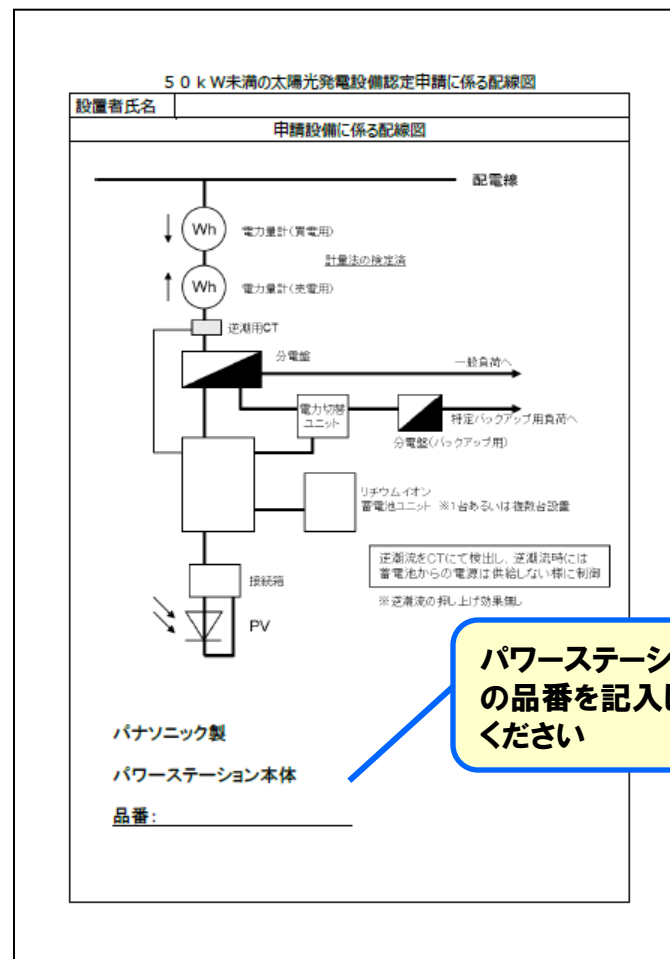 ５０ｋＷ未満の太陽光発電設備認定申請に係る配線図
設置者氏名
申請設備に係る配線図
配電線
Wh
電力量計(買電用)
計量法の検定済
Wh
電力量計(売電用)
逆潮用CT
分電盤
一般負荷へ
電力切替
ユニット
特定バックアップ用負荷へ
分電盤(バックアップ用)
リチウムイオン
蓄電池ユニット ※1台あるいは複数台設置
逆潮流をCTにて検出し、逆潮流時には
蓄電池からの電源は供給しない様に制御
接続箱
※逆潮流の押し上げ効果無し
PV
パワーステーシ
の品番を記入し
ください
パナソニック製
パワーステーション本体
品番：